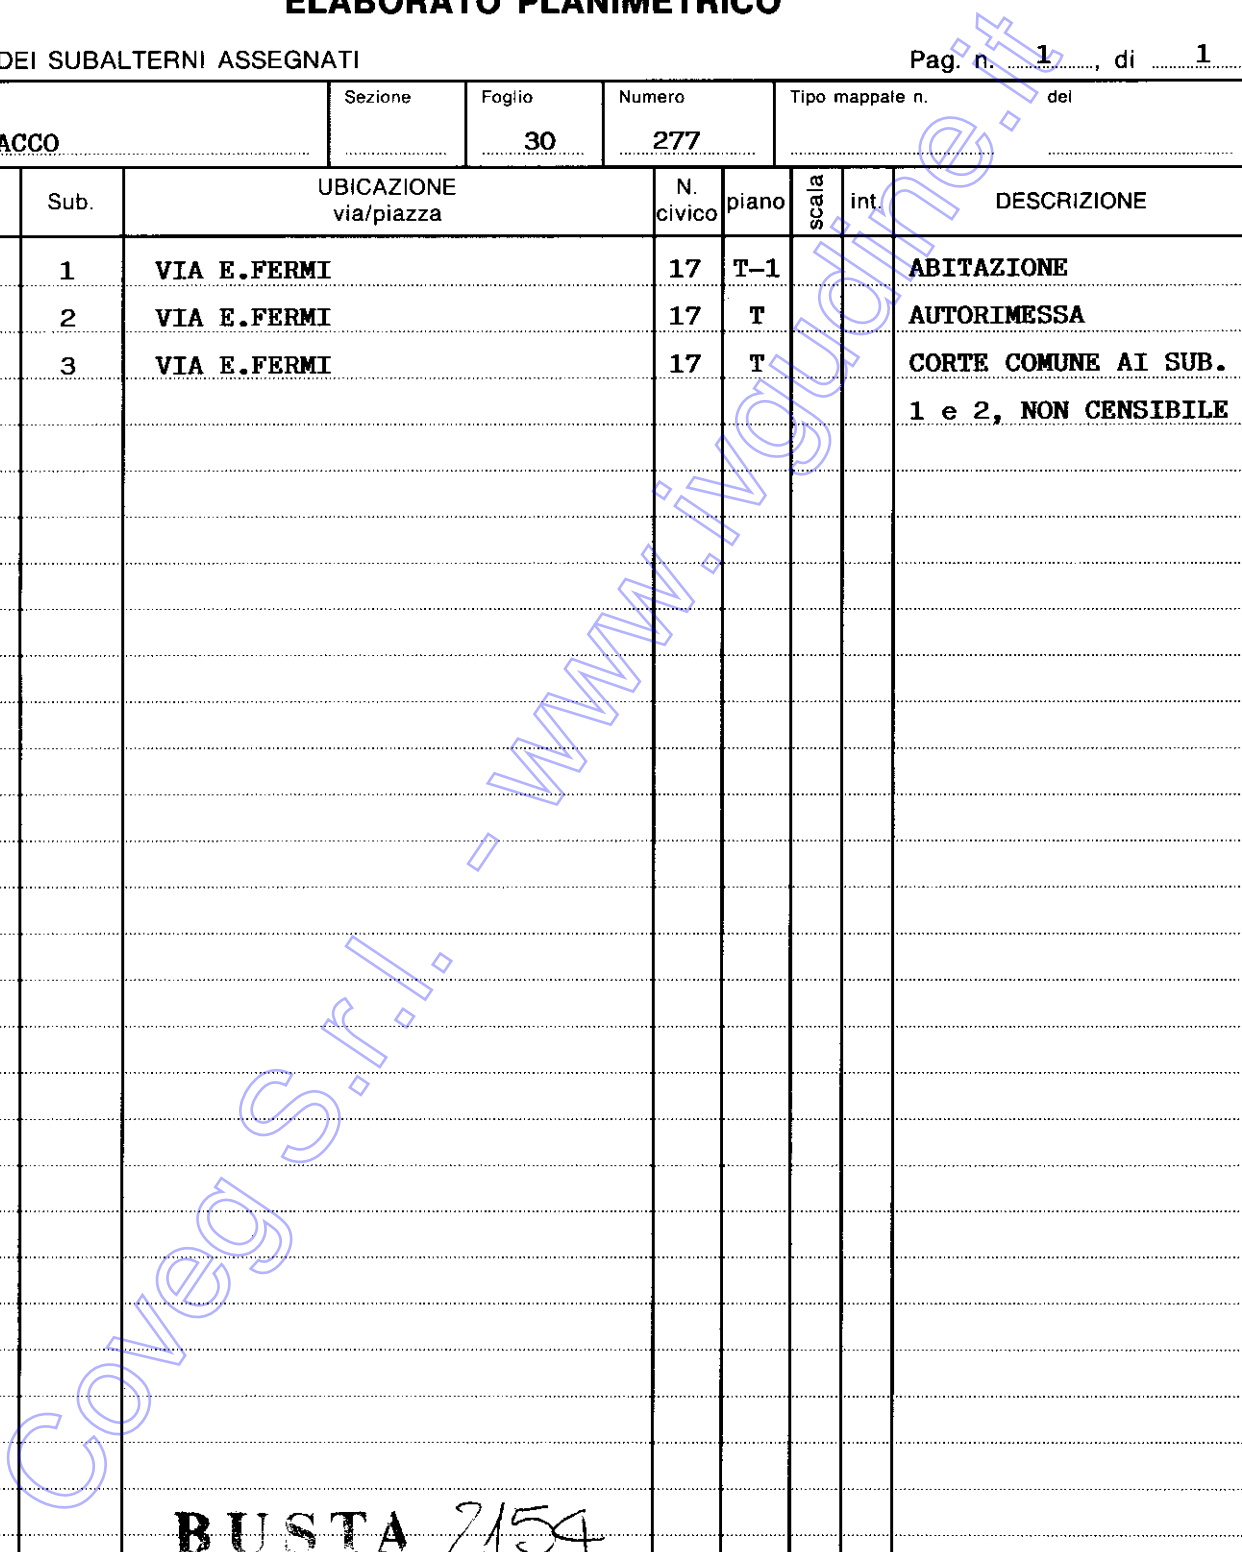 ELABORATO PLANIMETRICO
DEI SUBALTERNI ASSEGNATI Pag. n. 1, di 1
Sezione Foglio Numero Tipo mappale n. del
ACCO 30 277
Sub. UBICAZIONE via/piazza N. civico piano scala int. DESCRIZIONE
1 VIA E.FERMI 17 T-1 ABITAZIONE
2 VIA E.FERMI 17 T AUTORIMESSA
3 VIA E.FERMI 17 T CORTE COMUNE AI SUB.
1 e 2, NON CENSIBILE
BUSTA 2154
Coveg S.r.l. - www.ivgudine.it